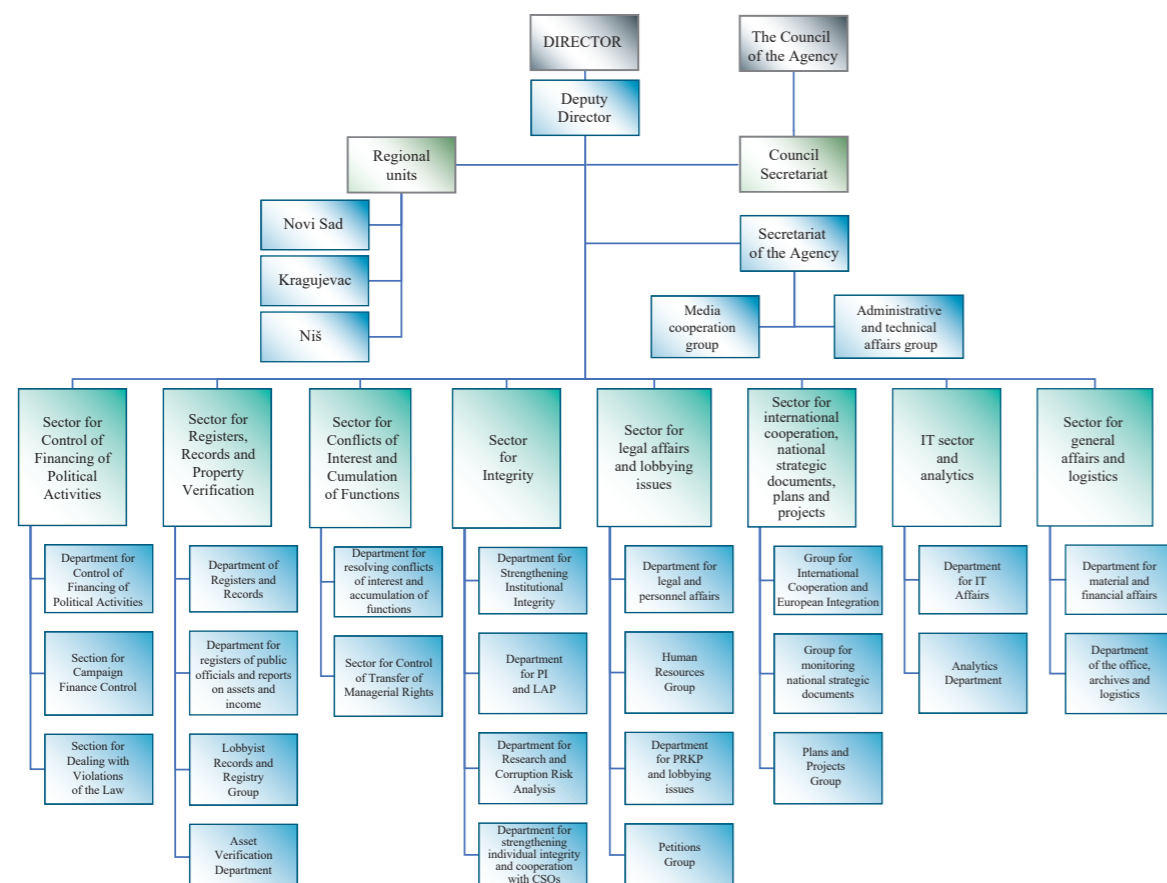 DIRECTOR
The Council
of the Agency
Deputy
Director
Regional
units
Council
Secretariat
Novi Sad
Secretariat
of the Agency
Kragujevac
Niš
Media
cooperation
group
Administrative
and technical
affairs group
Sector for
Control of
Financing of
Political
Activities
Sector for
Registers,
Records and
Property
Verification
Sector for
Conflicts of
Interest and
Cumulation
of Functions
Sector
for
Integrity
Sector for
legal affairs
and lobbying
issues
Sector for
international
cooperation,
national
strategic
documents,
plans and
projects
IT sector
and
analytics
Sector for
general
affairs and
logistics
Department for
Control of
Financing of
Political Activities
Department of
Registers and
Records
Department for
resolving conflicts
of interest and
accumulation of
functions
Department for
Strengthening
Institutional
Integrity
Department for
legal and
personnel affairs
Group for
International
Cooperation and
European Integration
Department
for IT
Affairs
Department for
material and
financial affairs
Section for
Campaign
Finance Control
Department for
registers of public
officials and reports
on assets and
income
Sector for Control
of Transfer of
Managerial Rights
Department
for PI
and LAP
Human
Resources
Group
Group for
monitoring
national strategic
documents
Analytics
Department
Department
of the office,
archives and
logistics
Section for
Dealing with
Violations
of the Law
Lobbyist
Records and
Registry
Group
Department for
Research and
Corruption Risk
Analysis
Department
for PRKP
and lobbying
issues
Plans and
Projects
Group
Asset
Verification
Department
Department for
strengthening
individual integrity
and cooperation
with CSOs
Petitions
Group